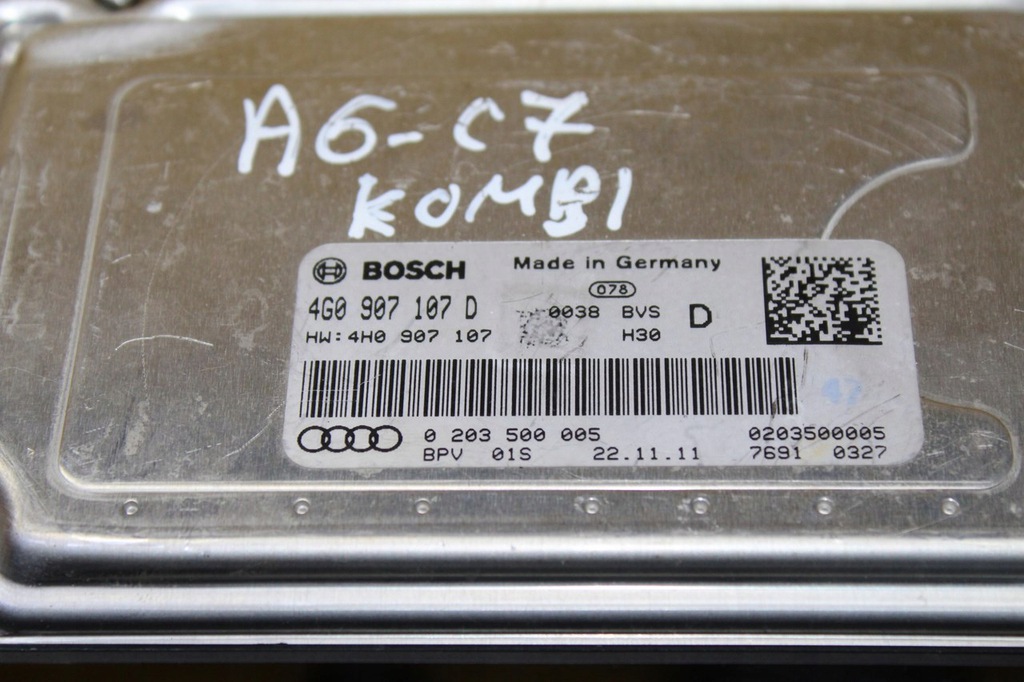 A6-C7
KOMBI
BOSCH Made in Germany
078
4G0 907 107 D 0038 BVS D
HW:4H0 907 107 H30
47
0 203 500 005 0203500005
BPV 01S 22.11.11 7691 0327